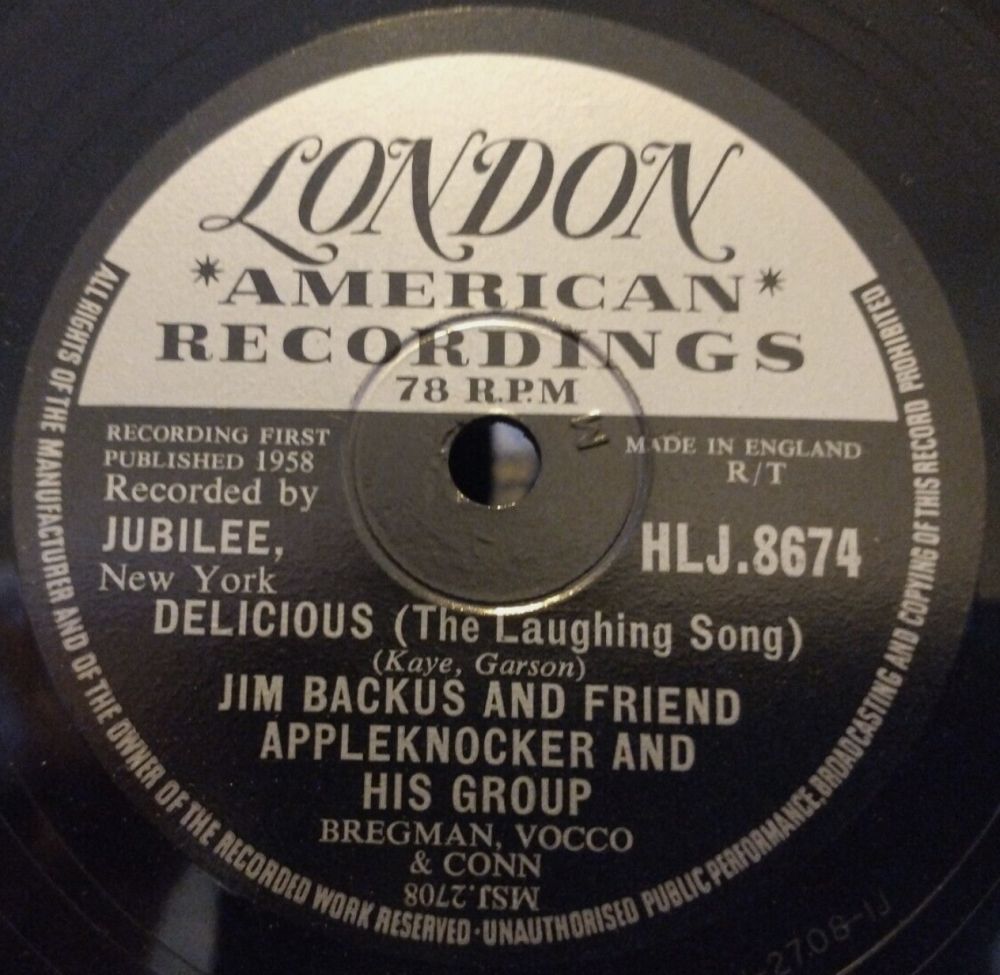 LONDON
*AMERICAN*
RECORDINGS
78 R.P.M
RECORDING FIRST
PUBLISHED 1958
Recorded by
JUBILEE,
New York
MADE IN ENGLAND
R/T
HLJ.8674
DELICIOUS (The Laughing Song)
(Kaye, Garson)
JIM BACKUS AND FRIEND
APPLEKNOCKER AND
HIS GROUP
BREGMAN, VOCCO
& CONN
MSJ.2708
ALL RIGHTS OF THE MANUFACTURER AND OF THE OWNER OF THE RECORDED WORK RESERVED·UNAUTHORISED PUBLIC PERFORMANCE, BROADCASTING AND COPYING OF THIS RECORD PROHIBITED
M
2708-1J